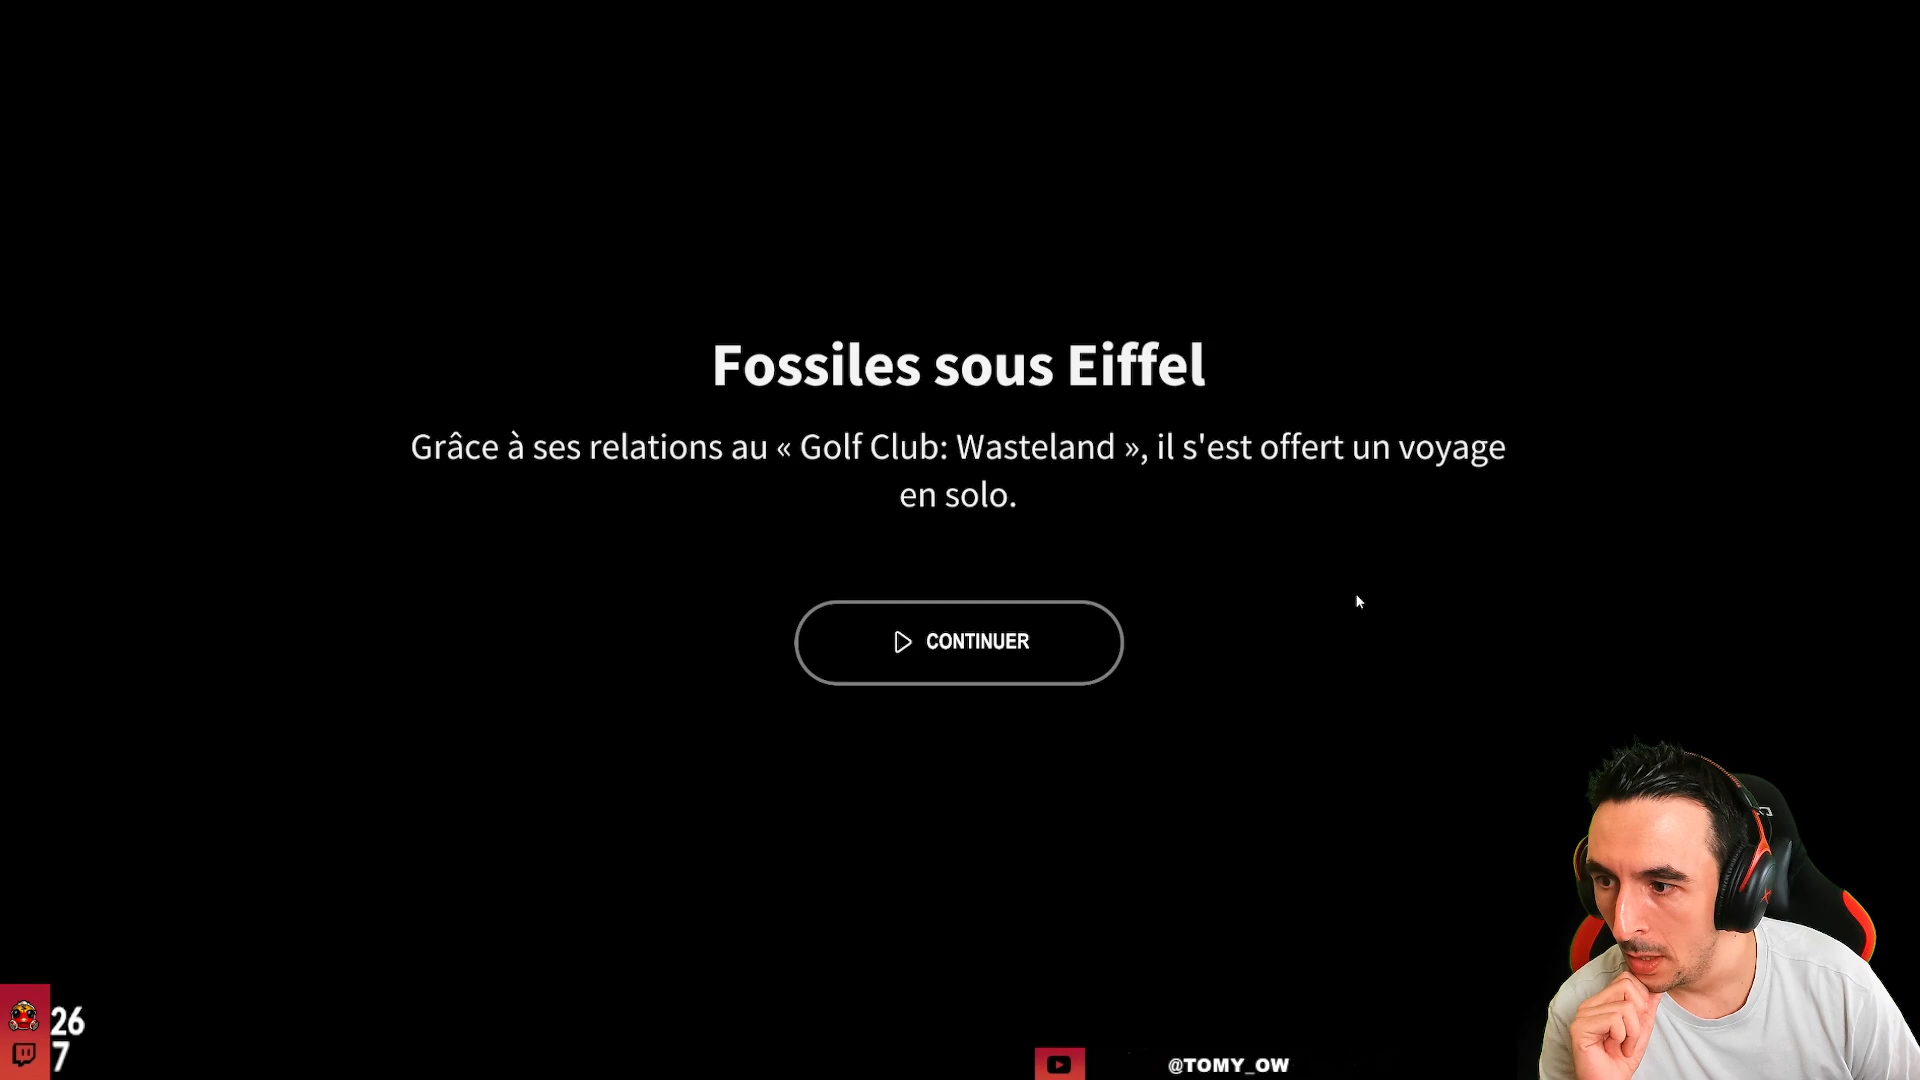 Fossiles sous Eiffel
Grâce à ses relations au « Golf Club: Wasteland », il s'est offert un voyage
en solo.
CONTINUER
26
7
@TOMY_OW